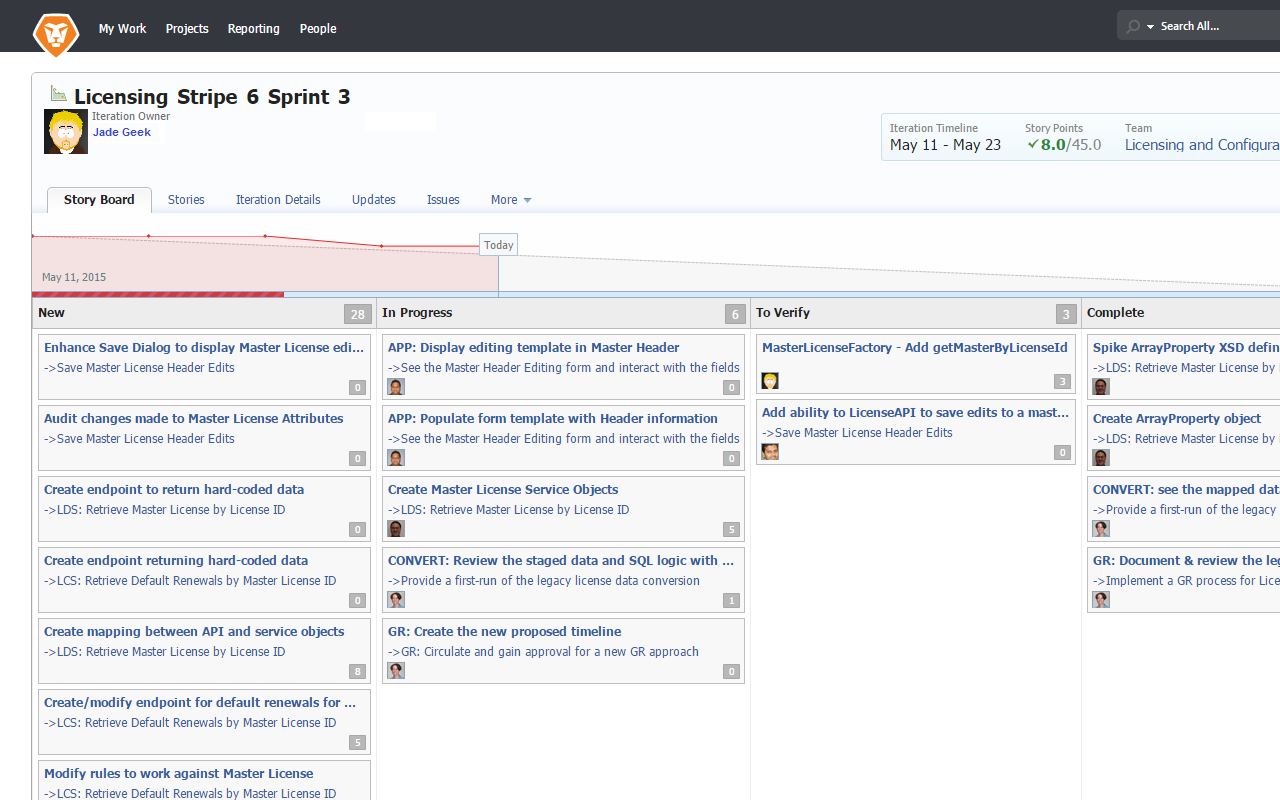 My Work Projects Reporting People Search All...
Licensing Stripe 6 Sprint 3
Iteration Owner
Jade Geek
Iteration Timeline Story Points Team
May 11 - May 23 8.0/45.0 Licensing and Configura
Story Board Stories Iteration Details Updates Issues More
Today
May 11, 2015
New 28
Enhance Save Dialog to display Master License edi...
->Save Master License Header Edits
0
Audit changes made to Master License Attributes
->Save Master License Header Edits
0
Create endpoint to return hard-coded data
->LDS: Retrieve Master License by License ID
0
Create endpoint returning hard-coded data
->LCS: Retrieve Default Renewals by Master License ID
0
Create mapping between API and service objects
->LDS: Retrieve Master License by License ID
8
Create/modify endpoint for default renewals for ...
->LCS: Retrieve Default Renewals by Master License ID
5
Modify rules to work against Master License
->LCS: Retrieve Default Renewals by Master License ID
In Progress 6
APP: Display editing template in Master Header
->See the Master Header Editing form and interact with the fields
0
APP: Populate form template with Header information
->See the Master Header Editing form and interact with the fields
0
Create Master License Service Objects
->LDS: Retrieve Master License by License ID
5
CONVERT: Review the staged data and SQL logic with ...
->Provide a first-run of the legacy license data conversion
1
GR: Create the new proposed timeline
->GR: Circulate and gain approval for a new GR approach
0
To Verify 3
MasterLicenseFactory - Add getMasterByLicenseId
3
Add ability to LicenseAPI to save edits to a mast...
->Save Master License Header Edits
0
Complete
Spike ArrayProperty XSD defin
->LDS: Retrieve Master License by
Create ArrayProperty object
->LDS: Retrieve Master License by
CONVERT: see the mapped data
->Provide a first-run of the legacy
GR: Document & review the leg
->Implement a GR process for Lice